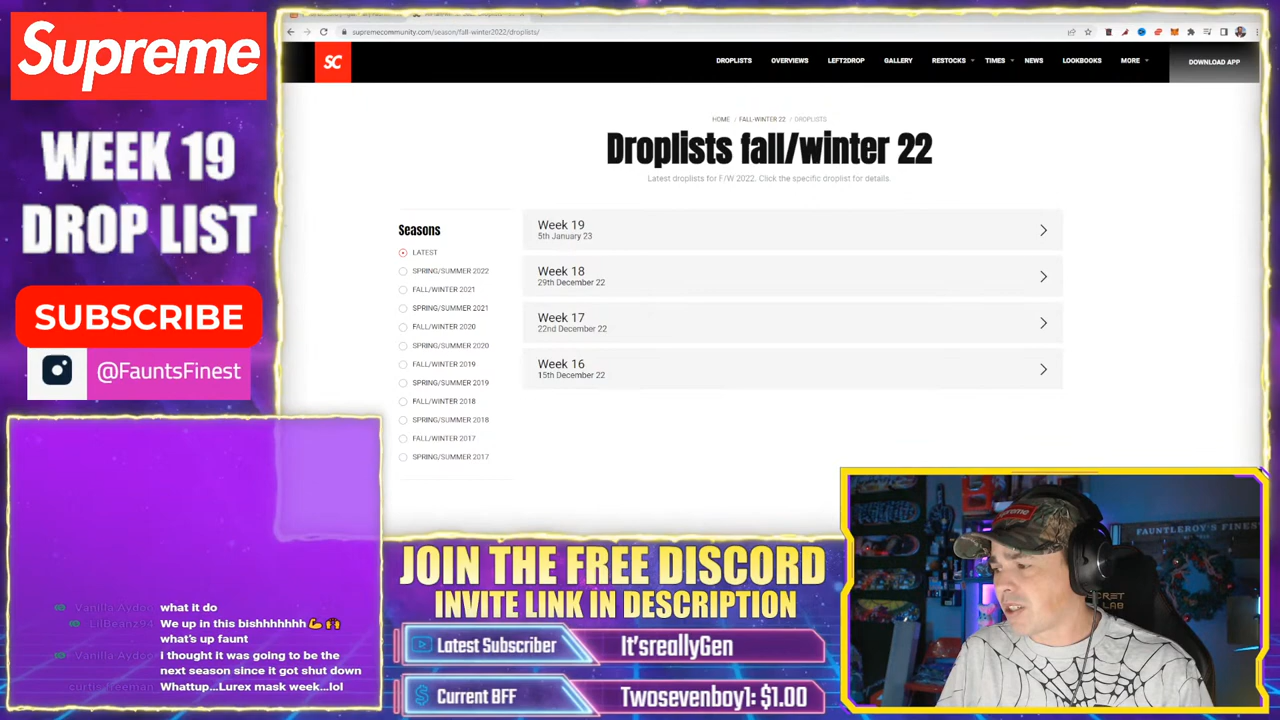 Supreme
WEEK 19
DROP LIST
SUBSCRIBE
@FauntsFinest
supremecommunity.com/season/fall-winter2022/droplists/
SC
DROPLISTS OVERVIEWS LEFT2DROP GALLERY RESTOCKS TIMES NEWS LOOKBOOKS MORE DOWNLOAD APP
HOME / FALL-WINTER 22 / DROPLISTS
Droplists fall/winter 22
Latest droplists for F/W 2022. Click the specific droplist for details.
Seasons
LATEST
SPRING/SUMMER 2022
FALL/WINTER 2021
SPRING/SUMMER 2021
FALL/WINTER 2020
SPRING/SUMMER 2020
FALL/WINTER 2019
SPRING/SUMMER 2019
FALL/WINTER 2018
SPRING/SUMMER 2018
FALL/WINTER 2017
SPRING/SUMMER 2017
Week 19
5th January 23
Week 18
29th December 22
Week 17
22nd December 22
Week 16
15th December 22
what it do
LilBeanz94 We up in this bishhhhhhh 💪🙌
what's up faunt
I thought it was going to be the
next season since it got shut down
curtis freeman Whattup...Lurex mask week...lol
JOIN THE FREE DISCORD
INVITE LINK IN DESCRIPTION
Latest Subscriber It'sreallyGen
Current BFF Twosevenboy1: $1.00
Supreme
FAUNTLEROY'S FINEST